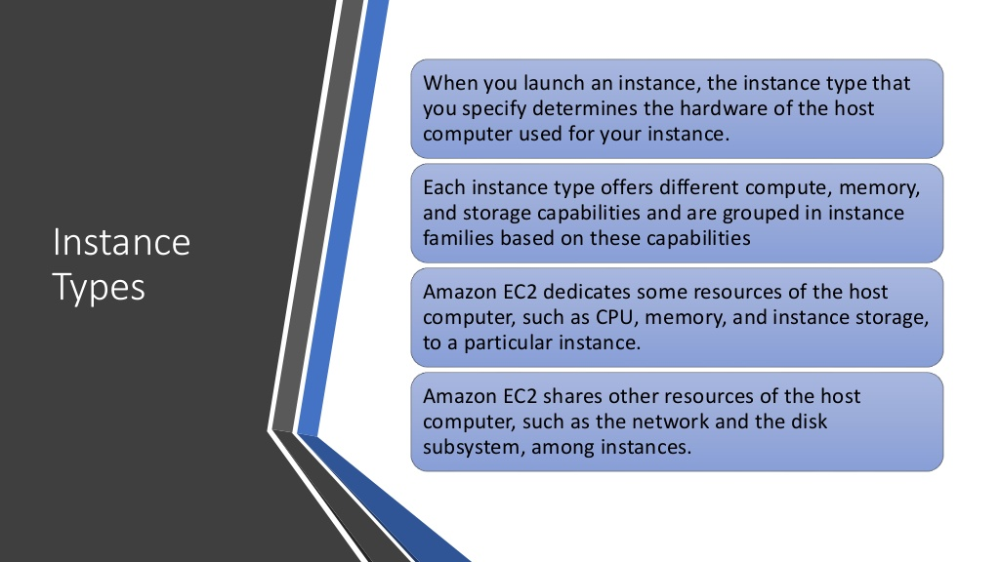 Instance
Types
When you launch an instance, the instance type that
you specify determines the hardware of the host
computer used for your instance.
Each instance type offers different compute, memory,
and storage capabilities and are grouped in instance
families based on these capabilities
Amazon EC2 dedicates some resources of the host
computer, such as CPU, memory, and instance storage,
to a particular instance.
Amazon EC2 shares other resources of the host
computer, such as the network and the disk
subsystem, among instances.